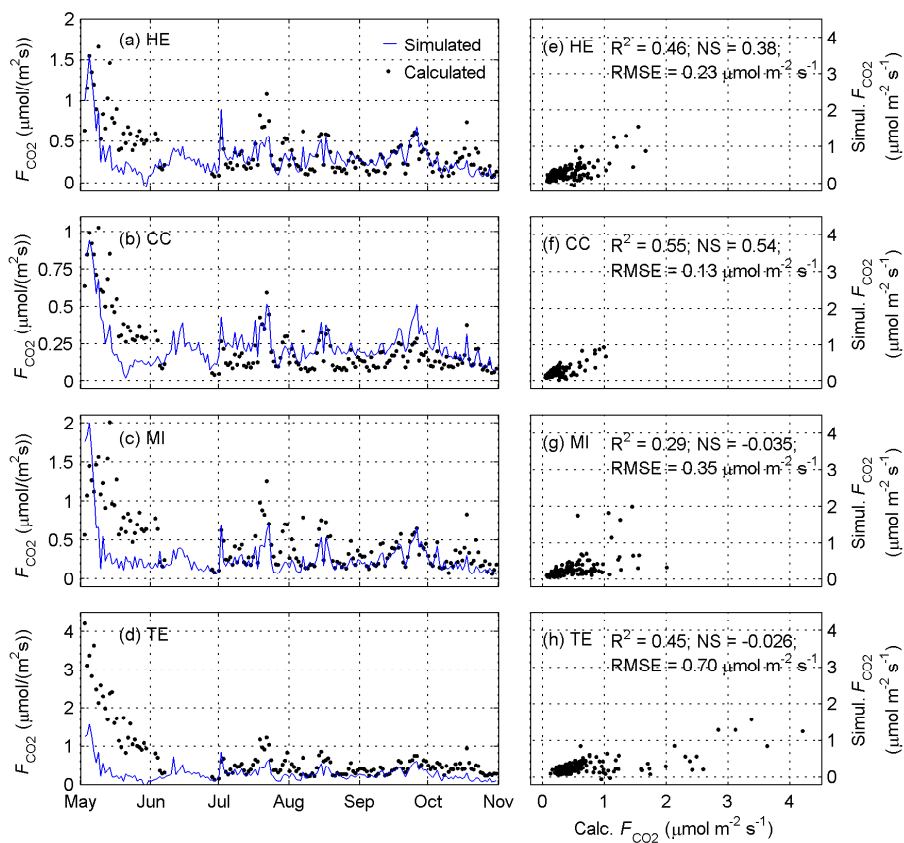 (a) HE
Simulated
Calculated
F_CO2 (μmol/(m²s))
2
1.5
1
0.5
0
(e) HE R² = 0.46; NS = 0.38;
RMSE = 0.23 μmol m⁻² s⁻¹
4
3
2
1
0
Simul. F_CO2
(μmol m⁻² s⁻¹)
(b) CC
F_CO2 (μmol/(m²s))
1
0.75
0.5
0.25
0
(f) CC R² = 0.55; NS = 0.54;
RMSE = 0.13 μmol m⁻² s⁻¹
4
3
2
1
0
Simul. F_CO2
(μmol m⁻² s⁻¹)
(c) MI
F_CO2 (μmol/(m²s))
2
1.5
1
0.5
0
(g) MI R² = 0.29; NS = -0.035;
RMSE = 0.35 μmol m⁻² s⁻¹
4
3
2
1
0
Simul. F_CO2
(μmol m⁻² s⁻¹)
(d) TE
F_CO2 (μmol/(m²s))
4
3
2
1
0
May Jun Jul Aug Sep Oct Nov
(h) TE R² = 0.45; NS = -0.026;
RMSE = 0.70 μmol m⁻² s⁻¹
4
3
2
1
0
Simul. F_CO2
(μmol m⁻² s⁻¹)
0 1 2 3 4
Calc. F_CO2 (μmol m⁻² s⁻¹)